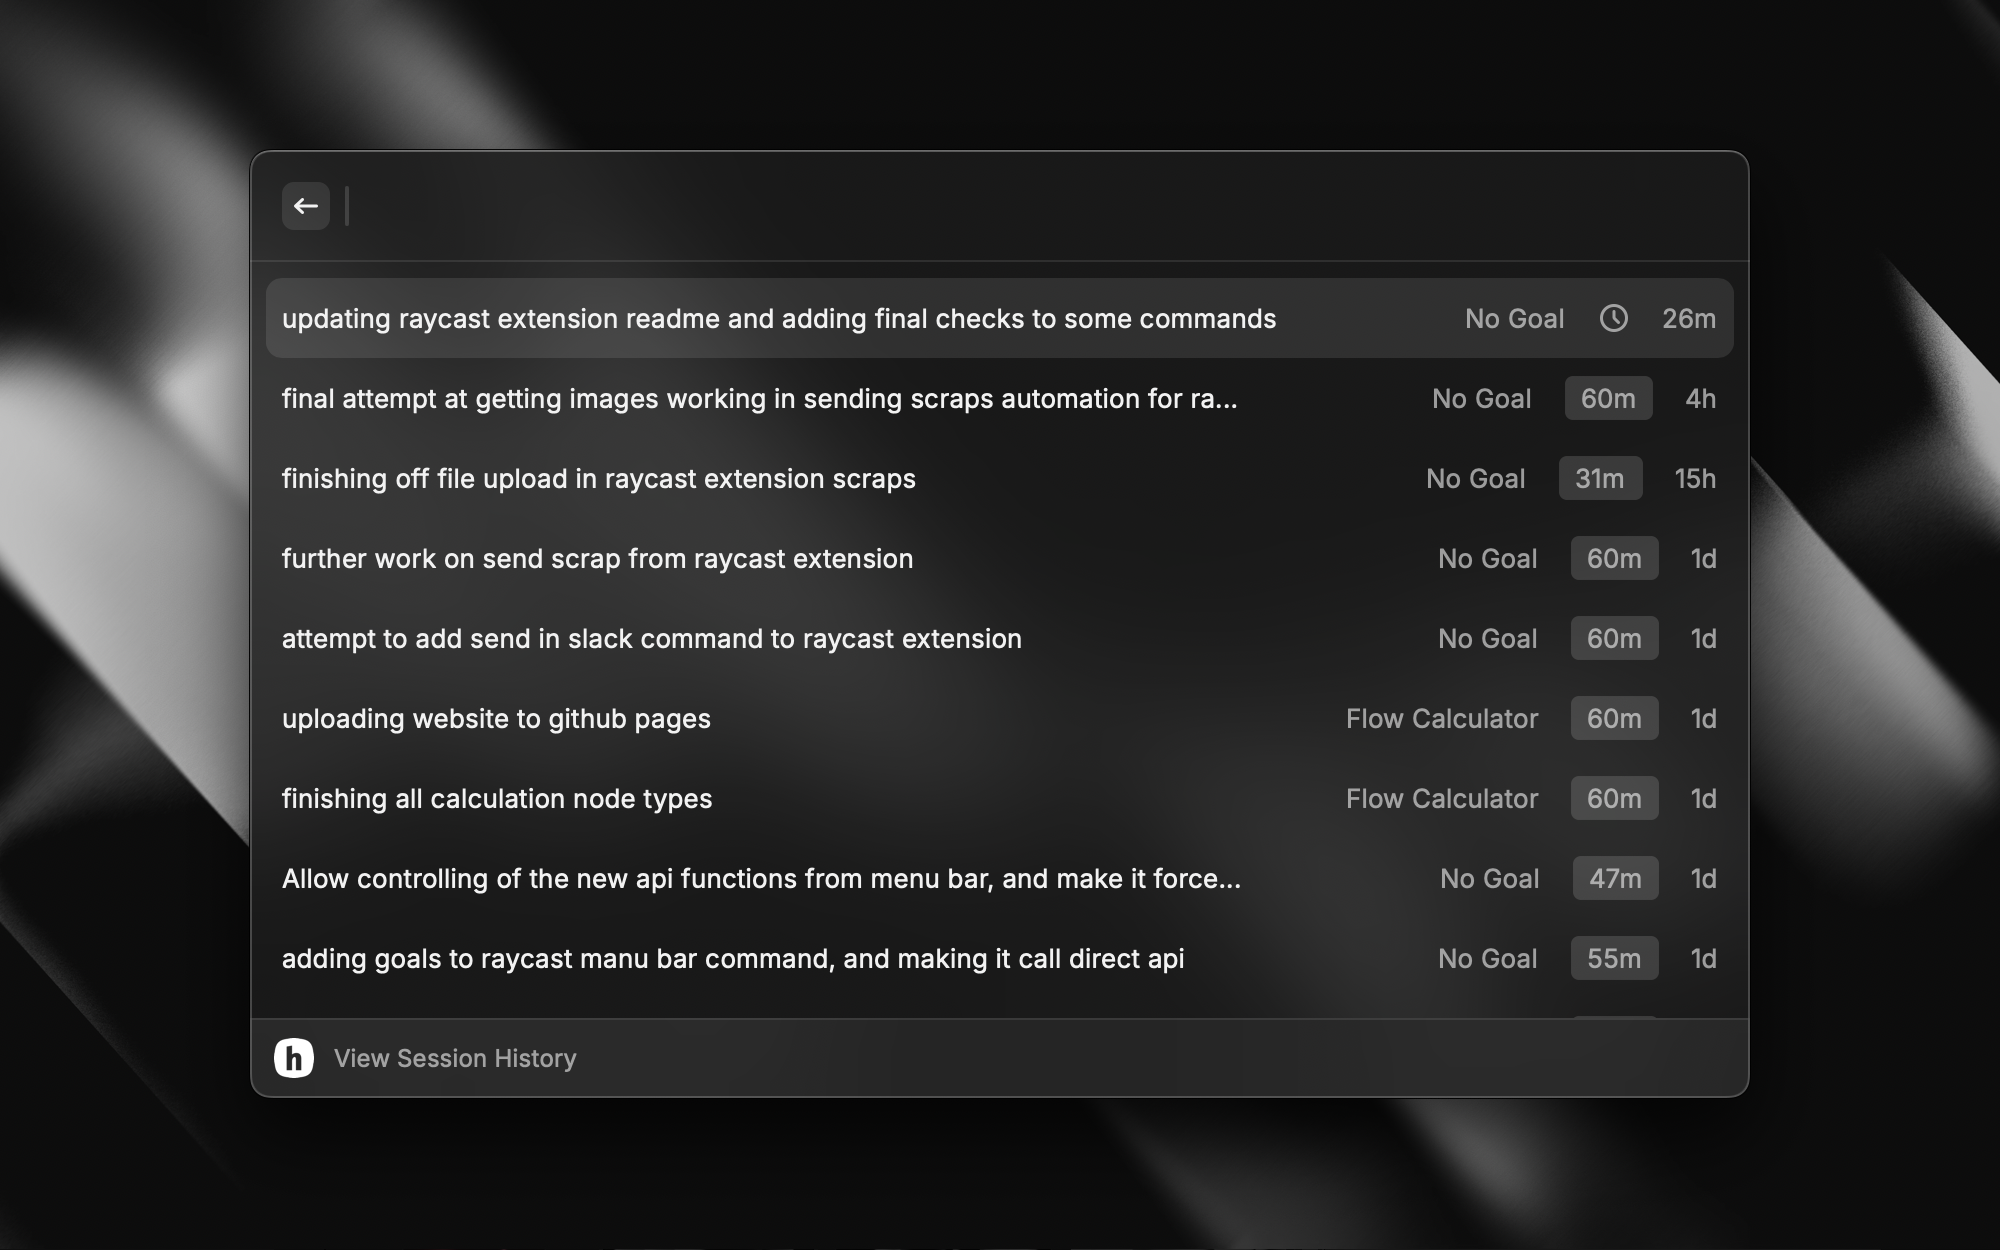 updating raycast extension readme and adding final checks to some commands No Goal 26m
final attempt at getting images working in sending scraps automation for ra... No Goal 60m 4h
finishing off file upload in raycast extension scraps No Goal 31m 15h
further work on send scrap from raycast extension No Goal 60m 1d
attempt to add send in slack command to raycast extension No Goal 60m 1d
uploading website to github pages Flow Calculator 60m 1d
finishing all calculation node types Flow Calculator 60m 1d
Allow controlling of the new api functions from menu bar, and make it force... No Goal 47m 1d
adding goals to raycast manu bar command, and making it call direct api No Goal 55m 1d
h View Session History